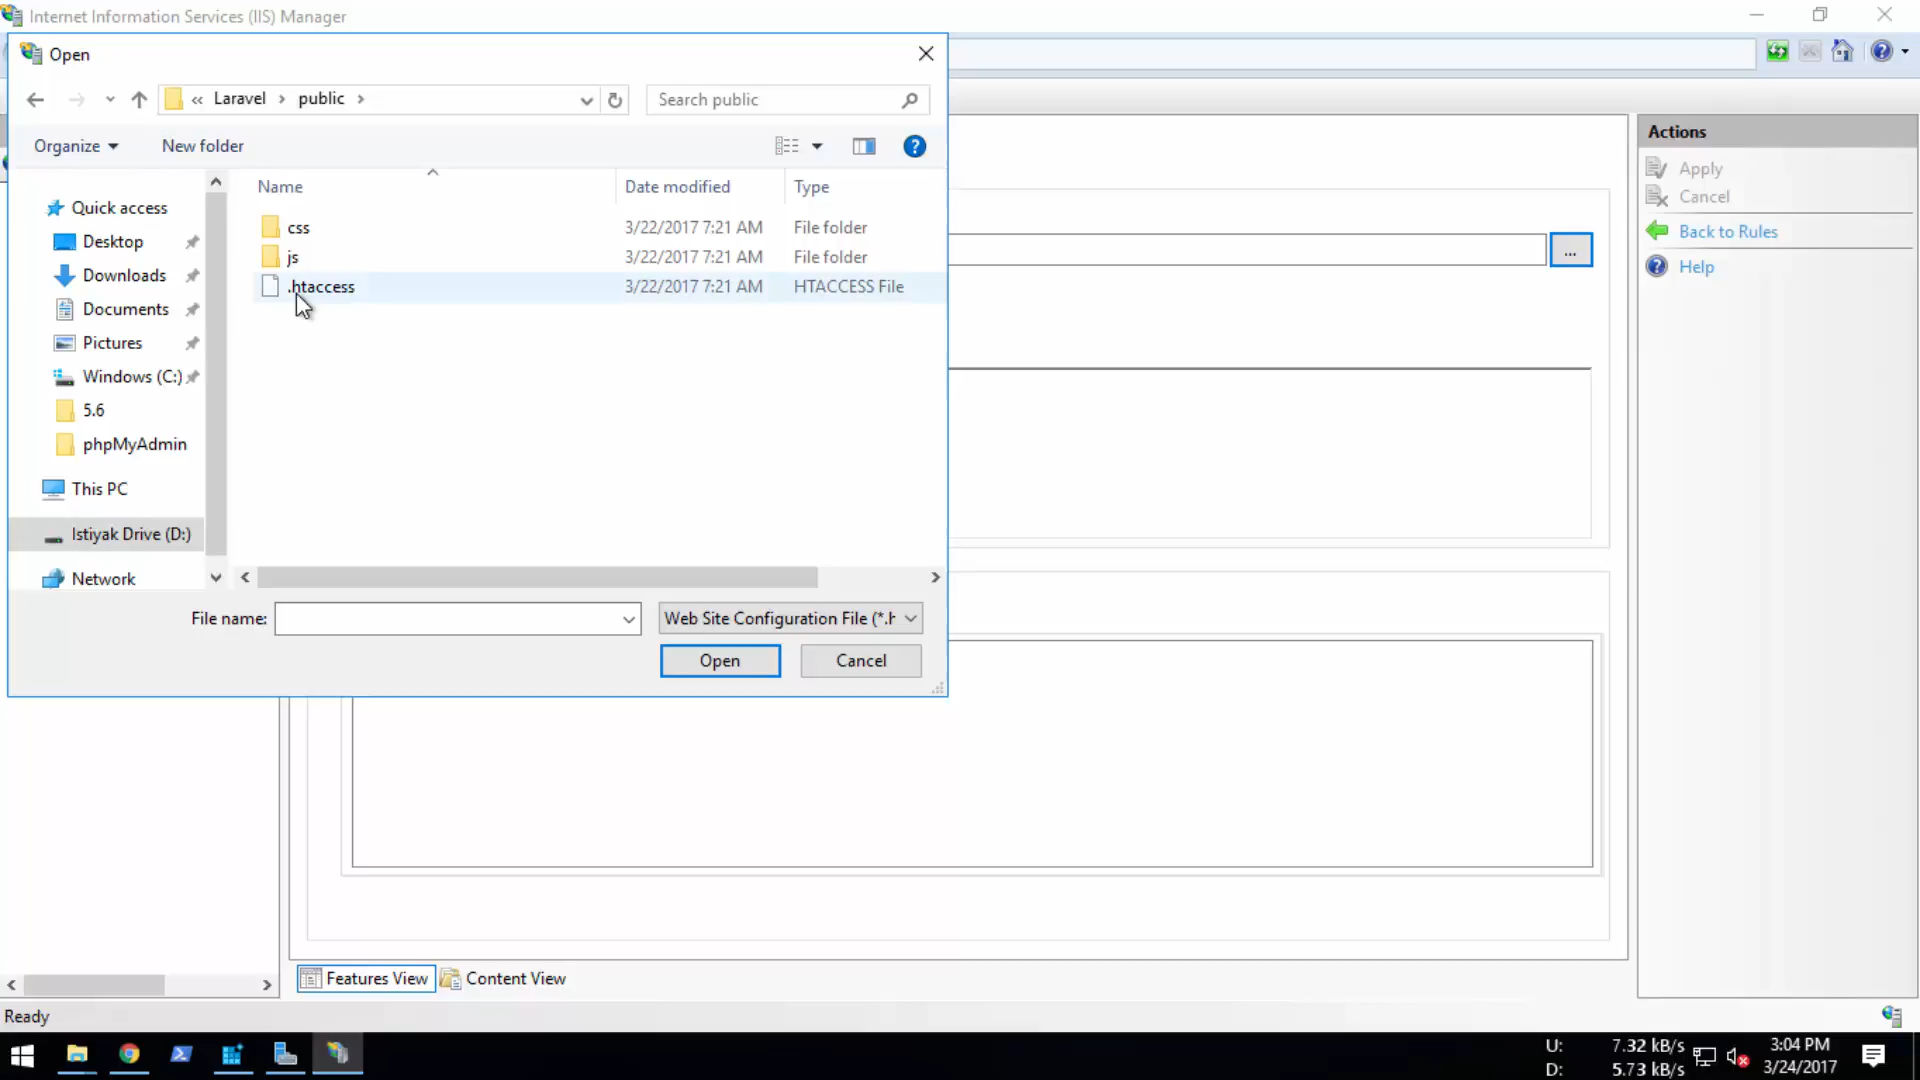 Internet Information Services (IIS) Manager
Open
« Laravel > public >
Search public
Organize
New folder
Name
Date modified
Type
css
3/22/2017 7:21 AM
File folder
js
3/22/2017 7:21 AM
File folder
.htaccess
3/22/2017 7:21 AM
HTACCESS File
Quick access
Desktop
Downloads
Documents
Pictures
Windows (C:)
5.6
phpMyAdmin
This PC
Istiyak Drive (D:)
Network
File name:
Web Site Configuration File (*.h
Open
Cancel
...
Actions
Apply
Cancel
Back to Rules
Help
Features View
Content View
Ready
U: 7.32 kB/s
D: 5.73 kB/s
3:04 PM
3/24/2017